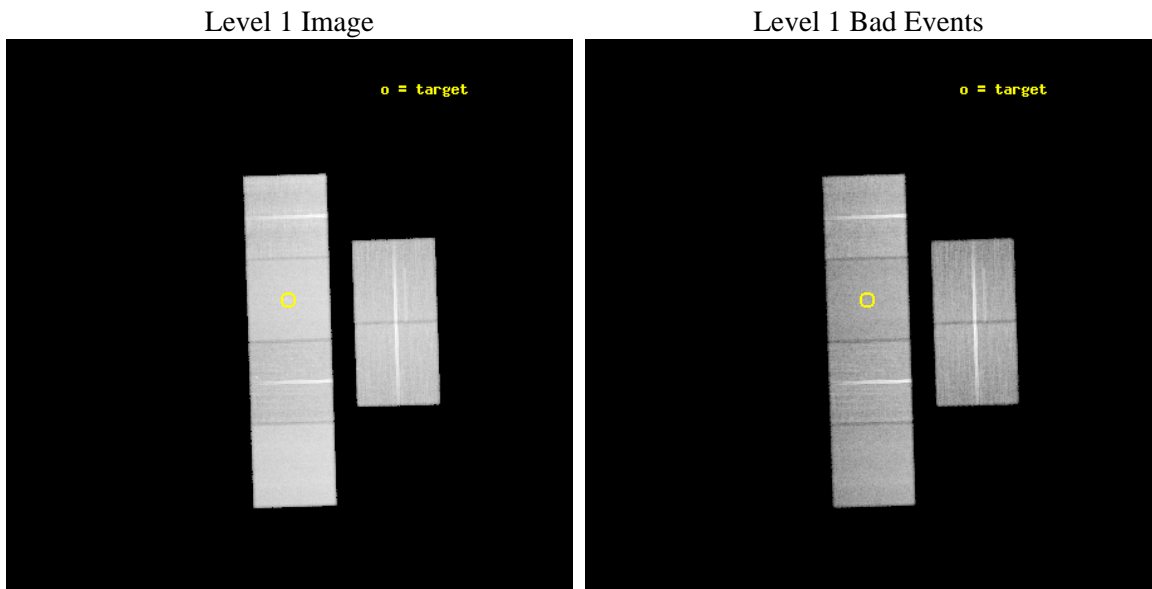 Level 1 Image
Level 1 Bad Events
o = target
o = target